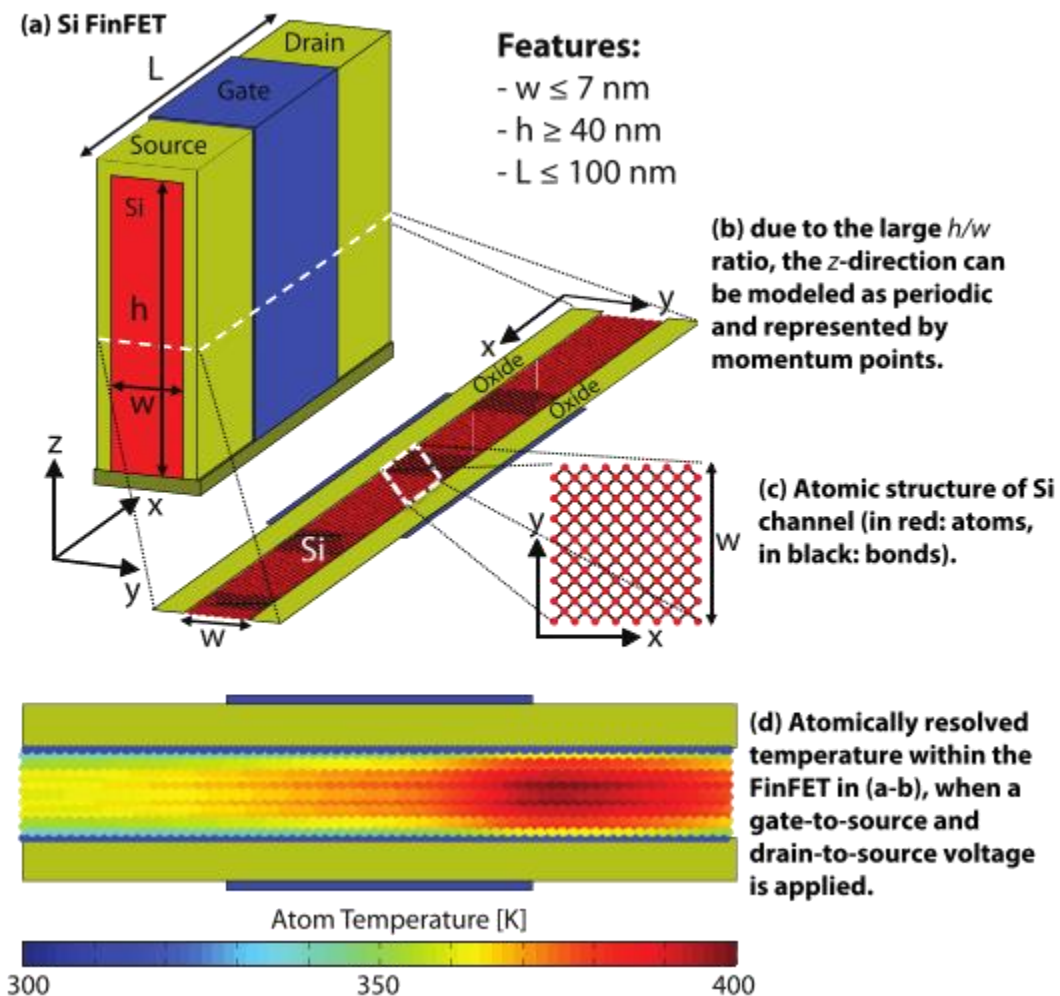 (a) Si FinFET
Drain
L
Gate
Source
Si
h
w
z
x
y
Features:
- w ≤ 7 nm
- h ≥ 40 nm
- L ≤ 100 nm
(b) due to the large h/w
ratio, the z-direction can
be modeled as periodic
and represented by
momentum points.
y
x
Oxide
Oxide
Si
w
(c) Atomic structure of Si
channel (in red: atoms,
in black: bonds).
y
w
x
(d) Atomically resolved
temperature within the
FinFET in (a-b), when a
gate-to-source and
drain-to-source voltage
is applied.
Atom Temperature [K]
300 350 400